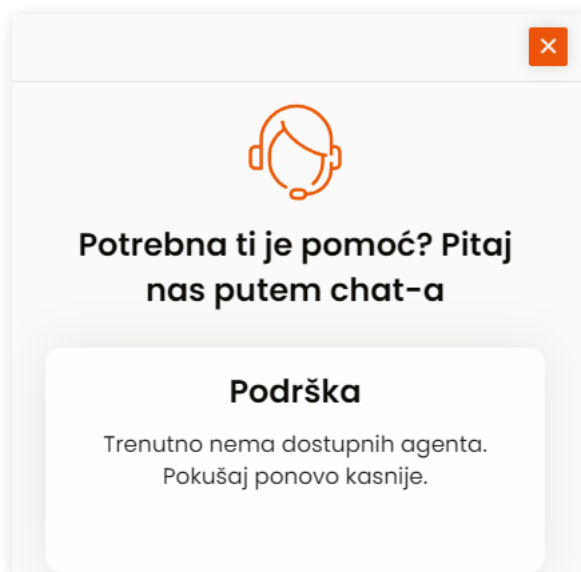 Potrebna ti je pomoć? Pitaj
nas putem chat-a
Podrška
Trenutno nema dostupnih agenta.
Pokušaj ponovo kasnije.